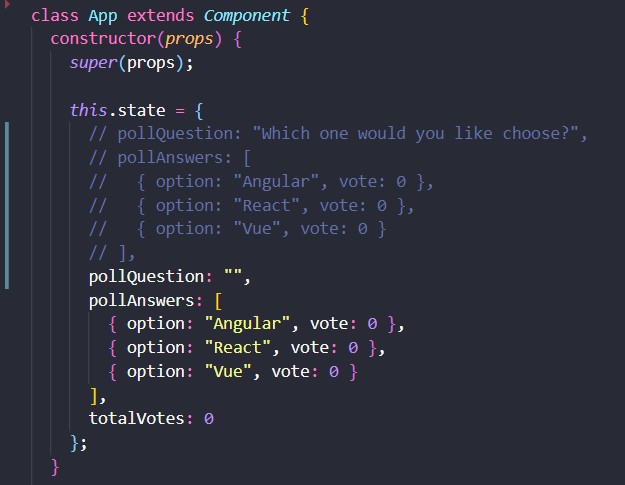 class App extends Component {
constructor(props) {
super(props);
this.state = {
// pollQuestion: "Which one would you like choose?",
// pollAnswers: [
//   { option: "Angular", vote: 0 },
//   { option: "React", vote: 0 },
//   { option: "Vue", vote: 0 }
// ],
pollQuestion: "",
pollAnswers: [
{ option: "Angular", vote: 0 },
{ option: "React", vote: 0 },
{ option: "Vue", vote: 0 }
],
totalVotes: 0
};
}